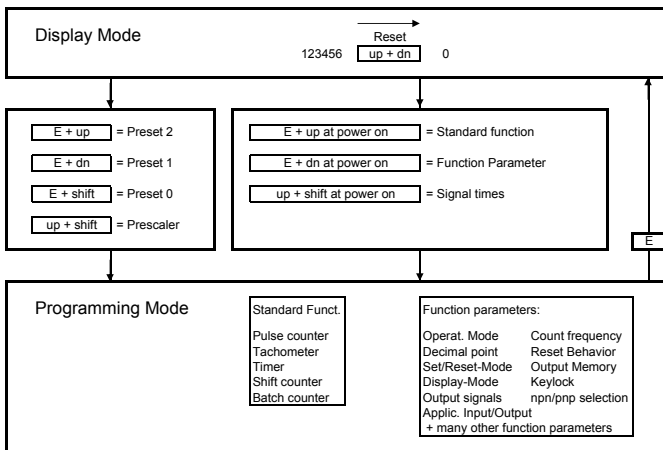 Display Mode
Reset
123456 up + dn 0
E + up = Preset 2
E + dn = Preset 1
E + shift = Preset 0
up + shift = Prescaler
E + up at power on = Standard function
E + dn at power on = Function Parameter
up + shift at power on = Signal times
E
Programming Mode
Standard Funct.
Pulse counter
Tachometer
Timer
Shift counter
Batch counter
Function parameters:
Operat. Mode Count frequency
Decimal point Reset Behavior
Set/Reset-Mode Output Memory
Display-Mode Keylock
Output signals npn/pnp selection
Applic. Input/Output
+ many other function parameters